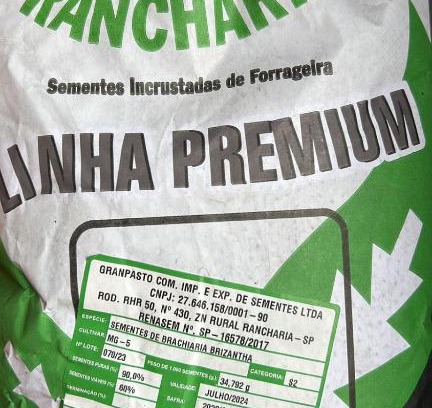 RANCHARI
Sementes Incrustadas de Forrageira
LINHA PREMIUM
GRANPASTO COM. IMP. E EXP. DE SEMENTES LTDA
CNPJ: 27.646.158/0001-90
ROD. RHR 50, Nº 430, ZN RURAL RANCHARIA-SP
RENASEM Nº. SP-16578/2017
ESPÉCIE: SEMENTES DE BRACHIARIA BRIZANTHA
CULTIVAR: MG-5 CATEGORIA: S2
Nº LOTE: 070/23 PESO DE 1.000 SEMENTES (g): 34,792 g
SEMENTES PURAS (%): 90,0% VALIDADE: JULHO/2024
SEMENTES VIÁVEIS (%): 60% SAFRA:
GERMINAÇÃO (%):